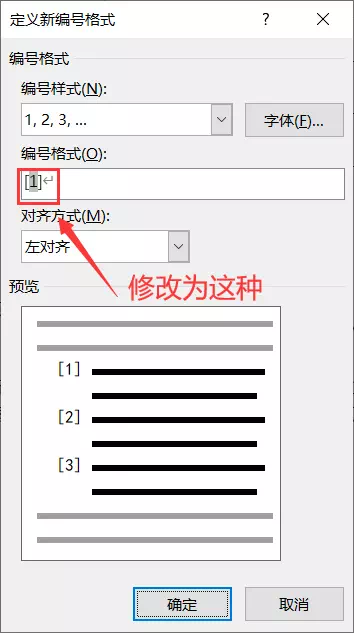 定义新编号格式
编号格式
编号样式(N):
1, 2, 3, ...
字体(F)...
编号格式(O):
[1]↵
对齐方式(M):
左对齐
修改为这种
预览
[1]
[2]
[3]
确定
取消